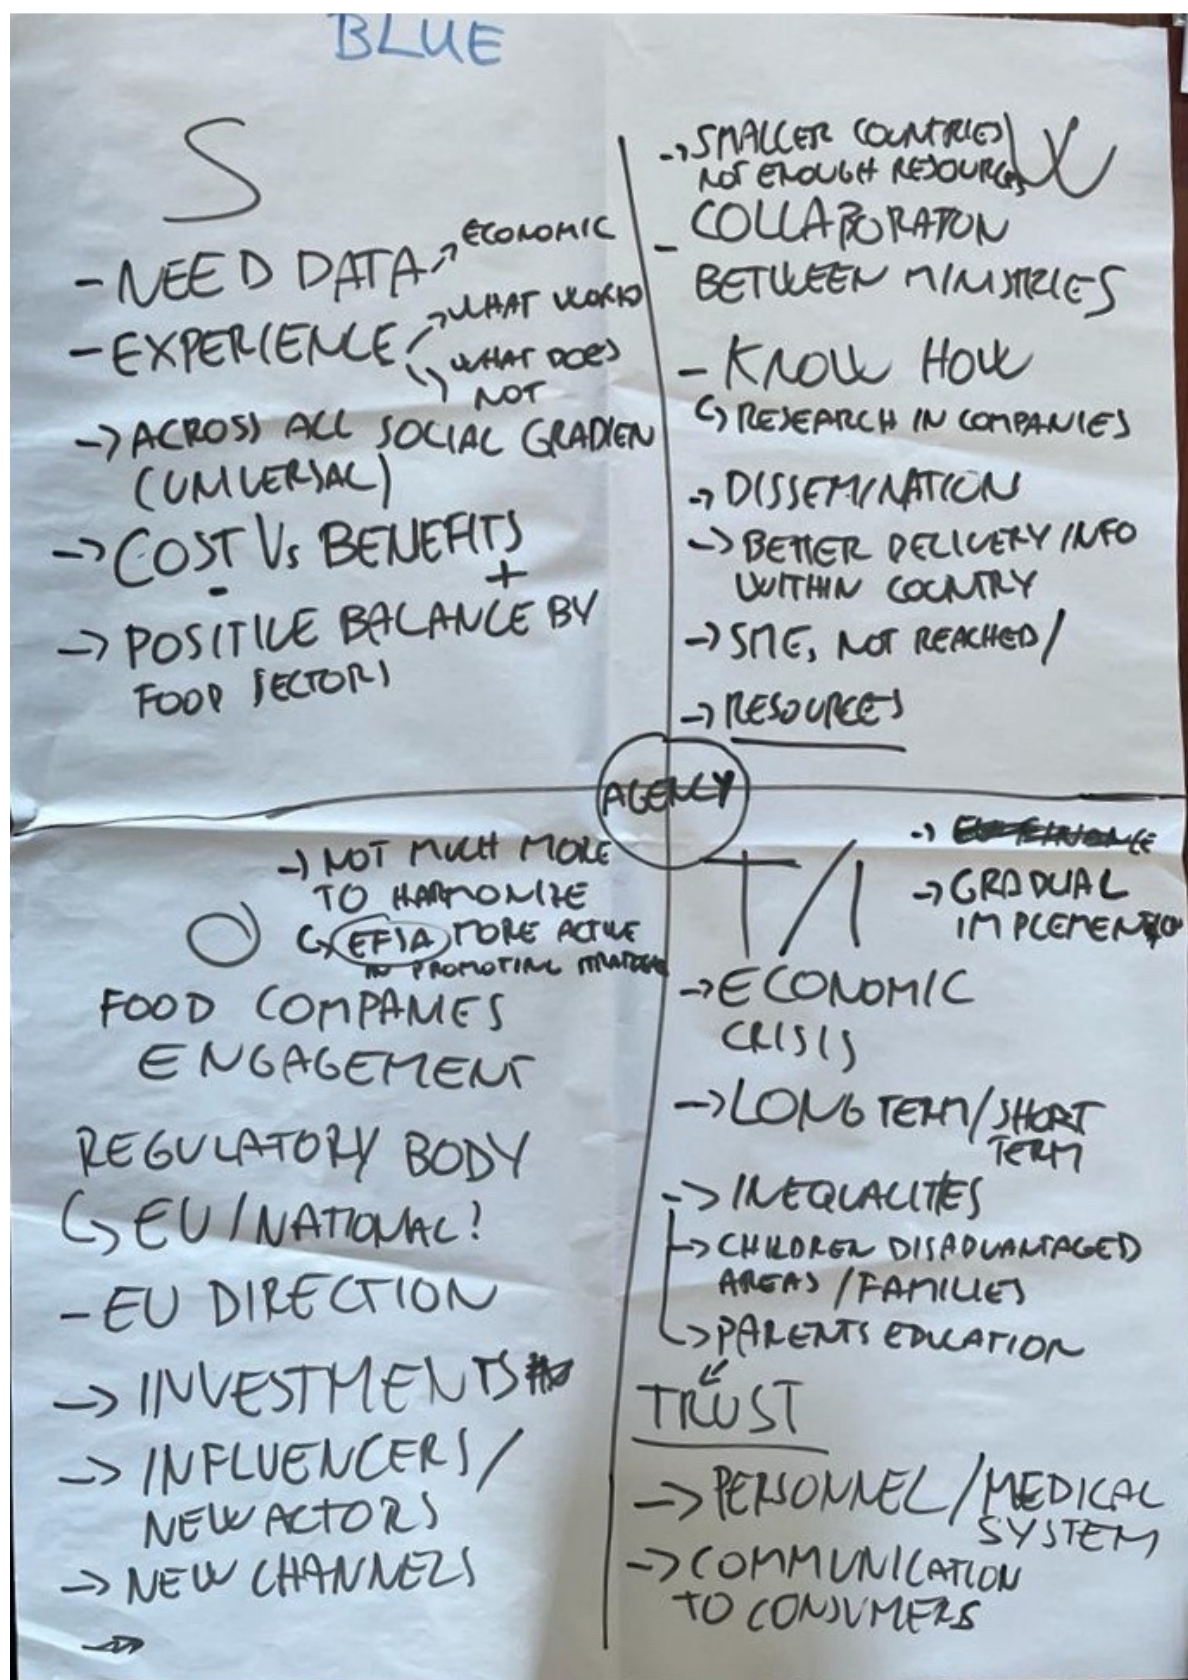 BLUE
S
- NEED DATA → ECONOMIC
- EXPERIENCE → WHAT WORKS
→ WHAT DOES
NOT
→ ACROSS ALL SOCIAL GRADIEN
(UNIVERSAL)
→ COST Vs BENEFITS
- +
→ POSITIVE BALANCE BY
FOOD SECTORS
W
→ SMALLER COUNTRIES/
NOT ENOUGH RESOURCES
- COLLABORATION
BETWEEN MINISTRIES
- KNOW HOW
↳ RESEARCH IN COMPANIES
→ DISSEMINATION
→ BETTER DELIVERY/INFO
WITHIN COUNTRY
→ SME, NOT REACHED/
→ RESOURCES
AGENCY
O
→ NOT MUCH MORE
TO HARMONIZE
↳ EFSA MORE ACTIVE
IN PROMOTING
FOOD COMPANIES
ENGAGEMENT
REGULATORY BODY
↳ EU/NATIONAL?
- EU DIRECTION
→ INVESTMENTS
→ INFLUENCERS/
NEW ACTORS
→ NEW CHANNELS
→
T/I
→
→ GRADUAL
IMPLEMENTATION
→ ECONOMIC
CRISIS
→ LONG TERM/SHORT
TERM
→ INEQUALITIES
→ CHILDREN DISADVANTAGED
AREAS/FAMILIES
→ PARENTS EDUCATION
↙
TRUST
→ PERSONNEL/MEDICAL
SYSTEM
→ COMMUNICATION
TO CONSUMERS